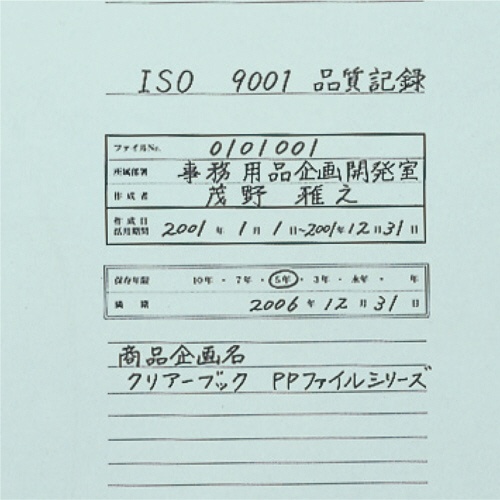 ISO 9001 品質記録
ファイルNo. 0101001
所属部署 事務用品企画開発室
作成者 茂野 雅之
作成日
活用期間 2001年1月1日~2001年12月31日
保存年限 10年・7年・5年・3年・永年・ 年
満期 2006年12月31日
商品企画名
クリアーブック PPファイルシリーズ